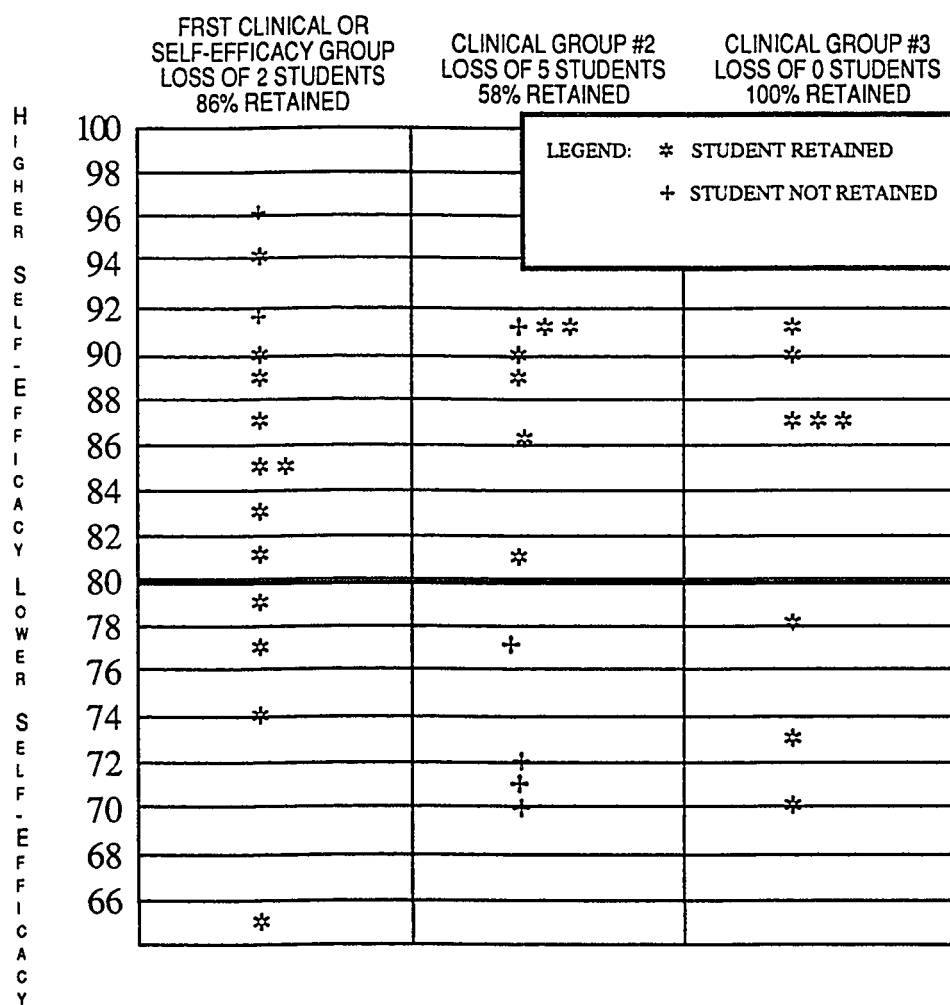 FRST CLINICAL OR
SELF-EFFICACY GROUP
LOSS OF 2 STUDENTS
86% RETAINED
CLINICAL GROUP #2
LOSS OF 5 STUDENTS
58% RETAINED
CLINICAL GROUP #3
LOSS OF 0 STUDENTS
100% RETAINED
LEGEND: * STUDENT RETAINED
+ STUDENT NOT RETAINED
HIGHER SELF-EFFICACY LOWER SELF-EFFICACY
100
98
96
94
92
90
88
86
84
82
80
78
76
74
72
70
68
66